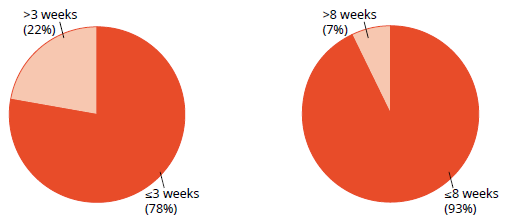 >3 weeks
(22%)
≤3 weeks
(78%)
>8 weeks
(7%)
≤8 weeks
(93%)